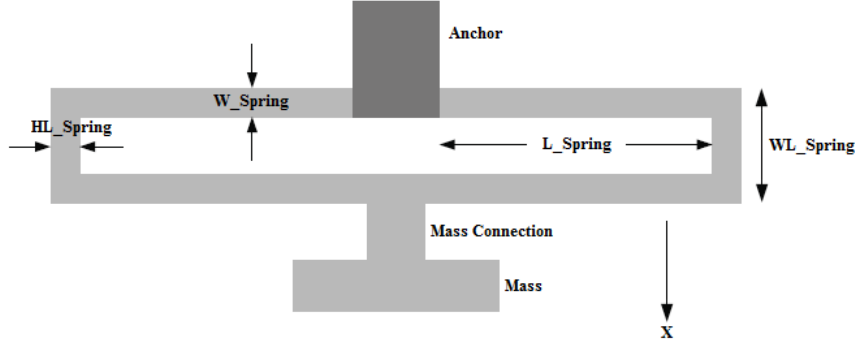 Anchor
W_Spring
HL_Spring
L_Spring
WL_Spring
Mass Connection
Mass
X